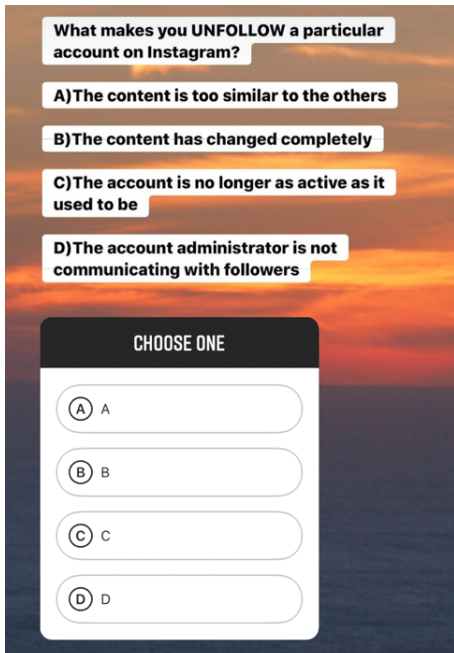 What makes you UNFOLLOW a particular
account on Instagram?
A)The content is too similar to the others
B)The content has changed completely
C)The account is no longer as active as it
used to be
D)The account administrator is not
communicating with followers
CHOOSE ONE
A A
B B
C C
D D